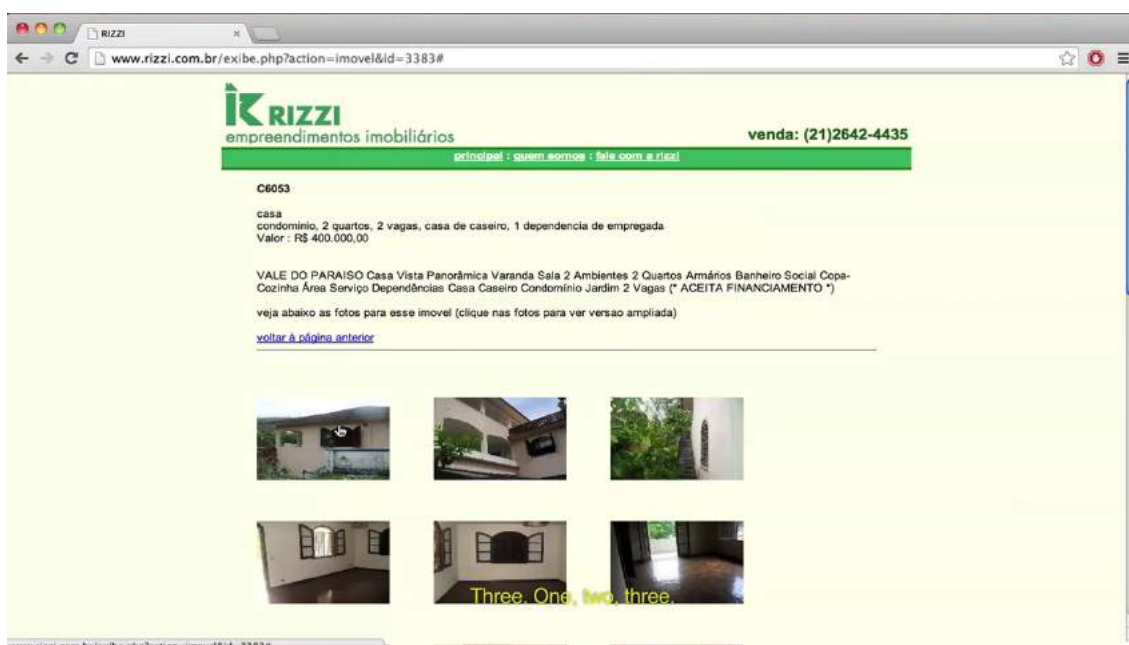 RIZZI
www.rizzi.com.br/exibe.php?action=imovel&id=3383#
RIZZI
empreendimentos imobiliários
venda: (21)2642-4435
principal : quem somos : fale com a rizzi
C6053
casa
condominio, 2 quartos, 2 vagas, casa de caseiro, 1 dependencia de empregada
Valor : R$ 400.000,00
VALE DO PARAISO Casa Vista Panorâmica Varanda Sala 2 Ambientes 2 Quartos Armários Banheiro Social Copa-
Cozinha Área Serviço Dependências Casa Caseiro Condomínio Jardim 2 Vagas (* ACEITA FINANCIAMENTO *)
veja abaixo as fotos para esse imovel (clique nas fotos para ver versao ampliada)
voltar à página anterior
Three. One, two, three.